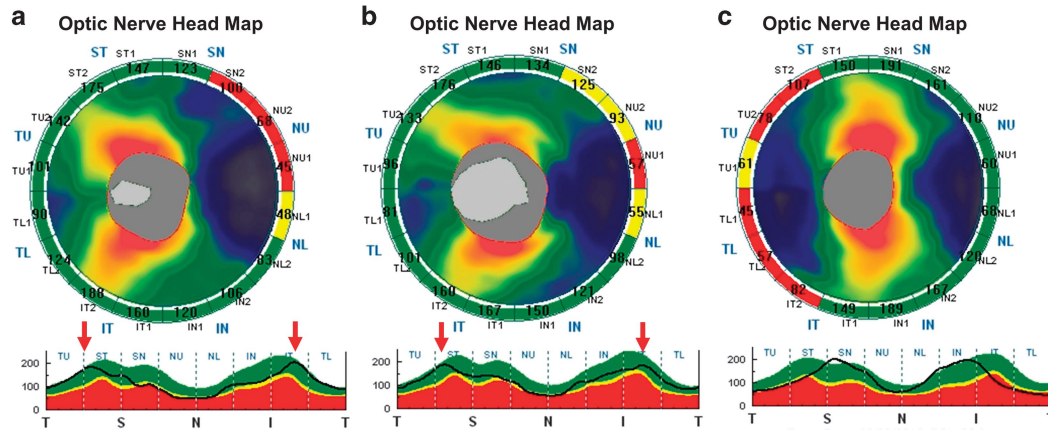 a
Optic Nerve Head Map
ST
ST1
SN1
SN
147
123
ST2
SN2
175
100
TU2
142
68
NU2
TU
NU
101
45
NU1
TU1
90
48
NL1
TL1
TL
NL
124
83
NL2
TL2
188
106
IT2
160
120
IN2
IT
IT1
IN1
IN
TU
ST
SN
NU
NL
IN
IT
TL
200
100
0
T
S
N
I
T
b
Optic Nerve Head Map
ST
ST1
SN1
SN
146
134
ST2
SN2
176
125
TU2
133
93
NU2
TU
NU
96
57
NU1
TU1
81
55
NL1
TL1
TL
NL
101
98
NL2
TL2
160
121
IT2
167
150
IN2
IT
IT1
IN1
IN
TU
ST
SN
NU
NL
IN
IT
TL
200
100
0
T
S
N
I
T
c
Optic Nerve Head Map
ST
ST1
SN1
SN
150
191
ST2
SN2
107
161
TU2
78
110
NU2
TU
NU
61
60
NU1
TU1
45
68
NL1
TL1
TL
NL
57
120
NL2
TL2
82
167
IT2
149
189
IN2
IT
IT1
IN1
IN
TU
ST
SN
NU
NL
IN
IT
TL
200
100
0
T
S
N
I
T